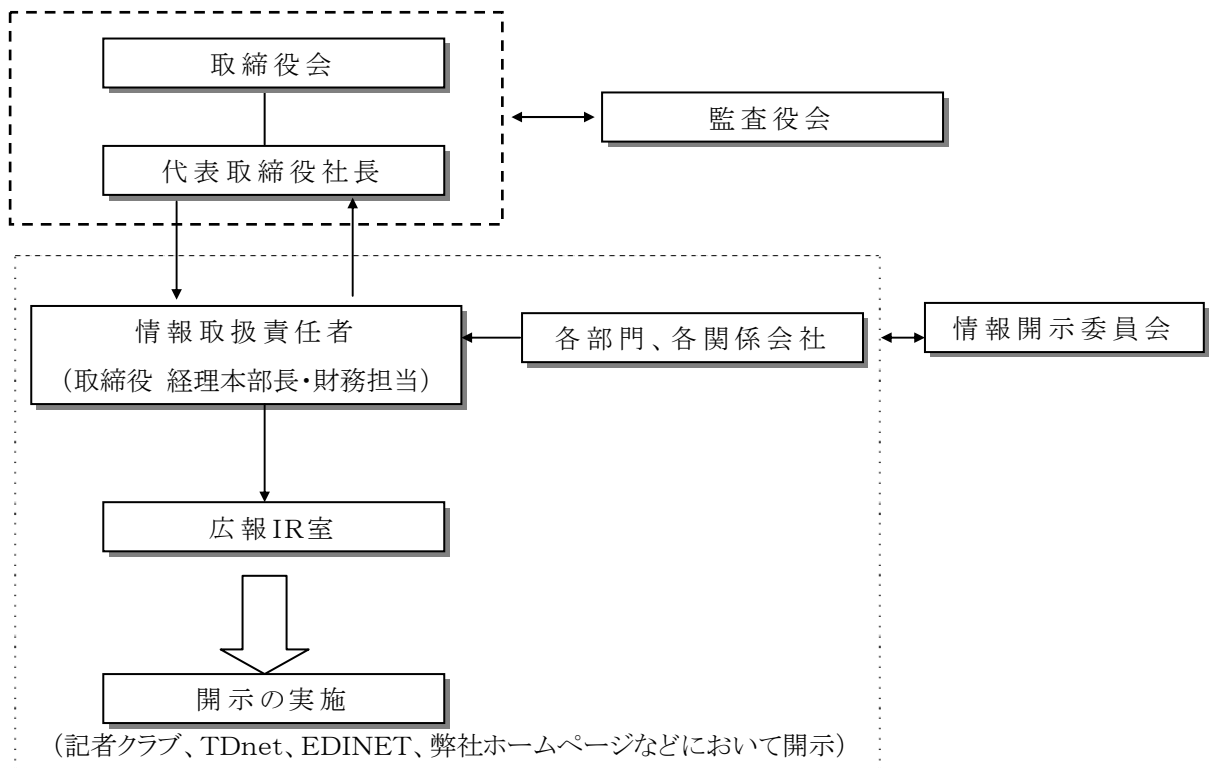 取締役会
監査役会
代表取締役社長
情報取扱責任者
（取締役 経理本部長・財務担当）
各部門、各関係会社
情報開示委員会
広報IR室
開示の実施
（記者クラブ、TDnet、EDINET、弊社ホームページなどにおいて開示）